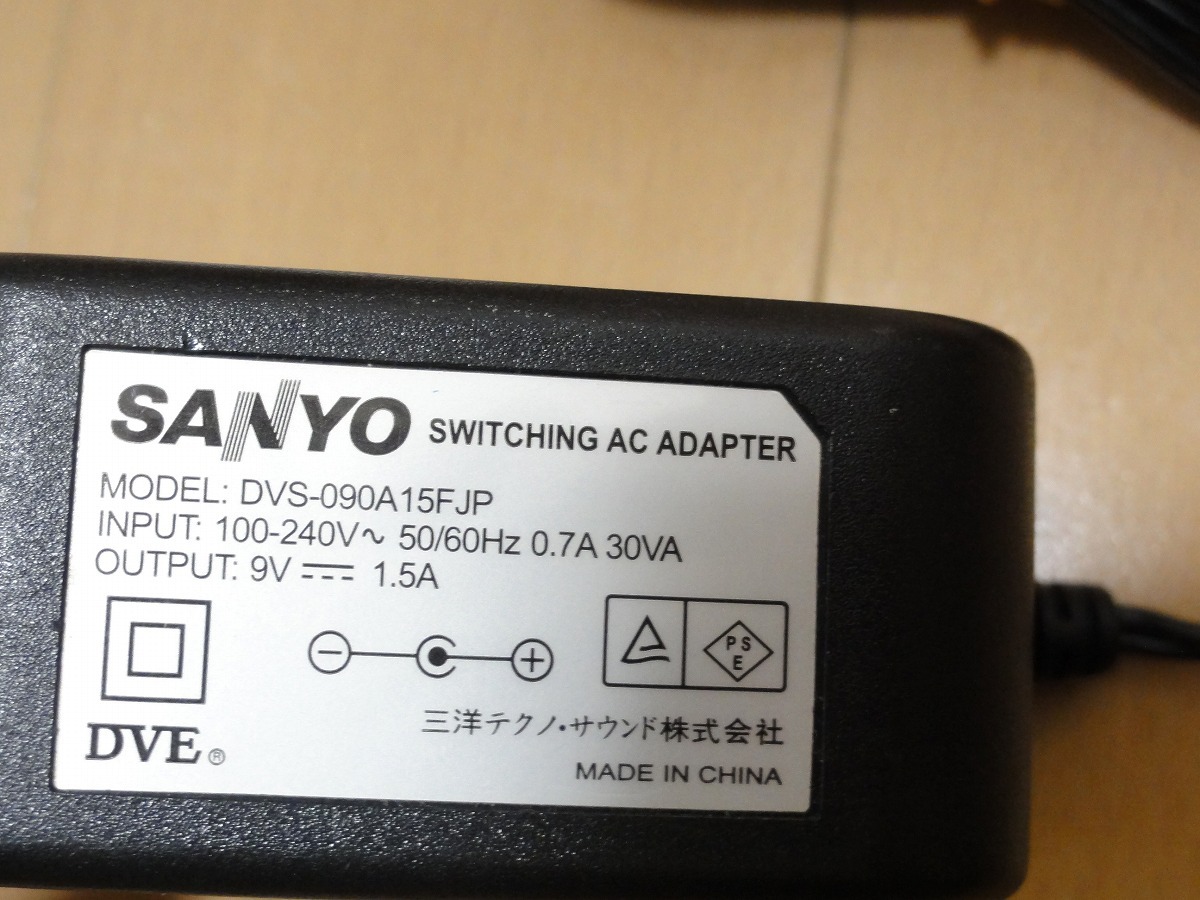 SANYO SWITCHING AC ADAPTER
MODEL: DVS-090A15FJP
INPUT: 100-240V~ 50/60Hz 0.7A 30VA
OUTPUT: 9V ⎓ 1.5A
− +
PS
E
三洋テクノ・サウンド株式会社
DVE®
MADE IN CHINA